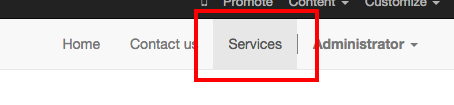 Promote Content Customize
Home Contact us Services Administrator